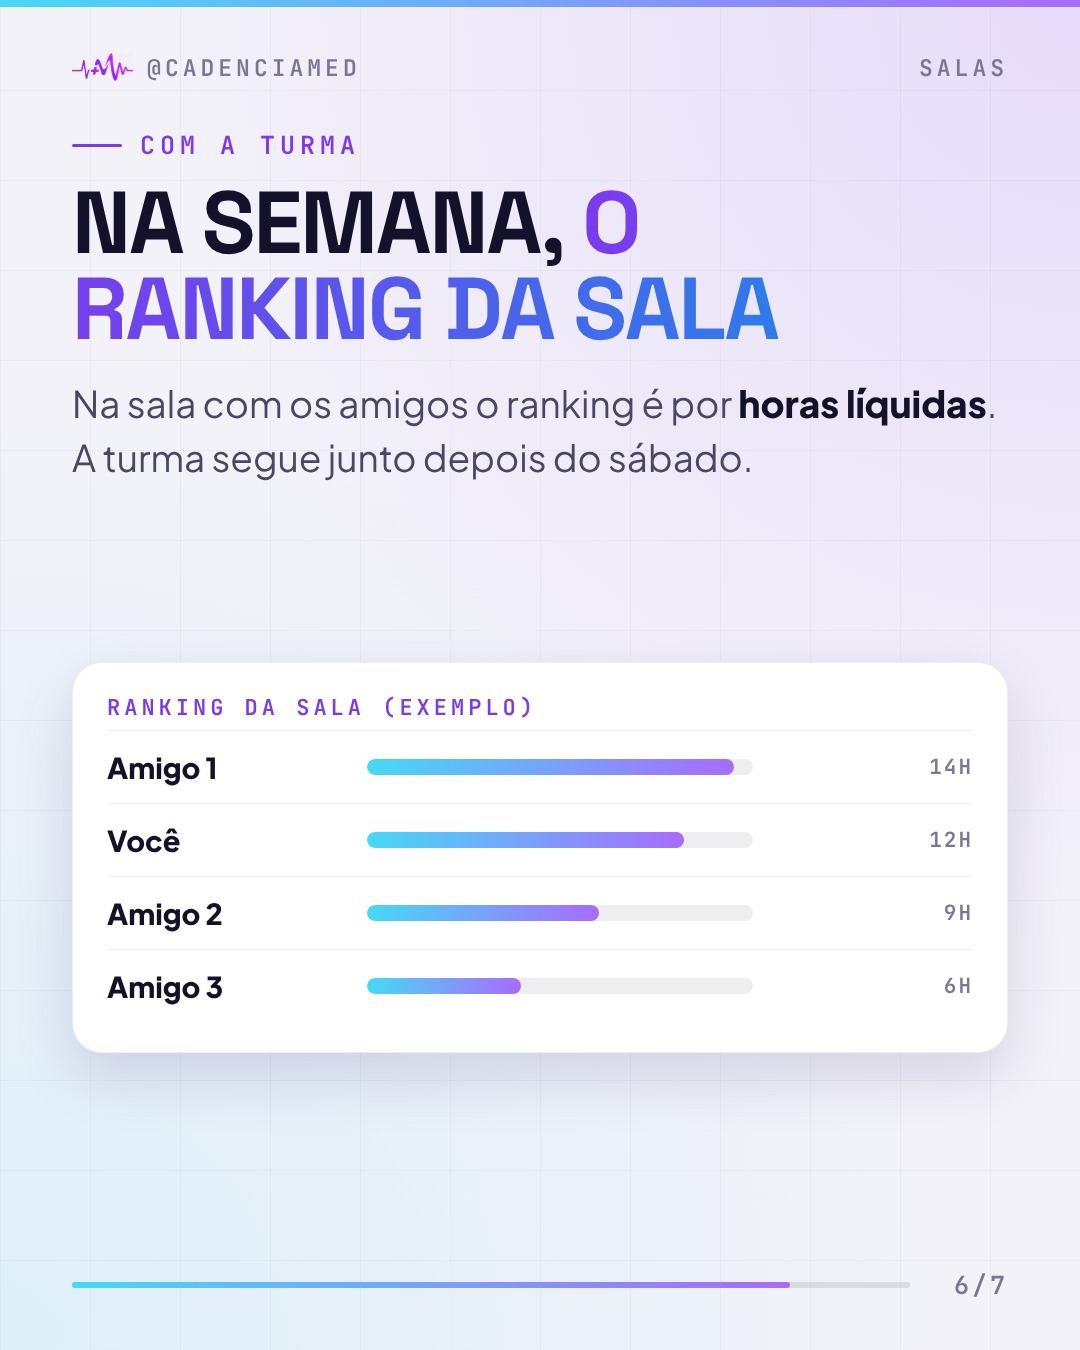 @CADENCIAMED
SALAS
COM A TURMA
NA SEMANA, O
RANKING DA SALA
Na sala com os amigos o ranking é por horas líquidas.
A turma segue junto depois do sábado.
RANKING DA SALA (EXEMPLO)
Amigo 1 14H
Você 12H
Amigo 2 9H
Amigo 3 6H
6/7